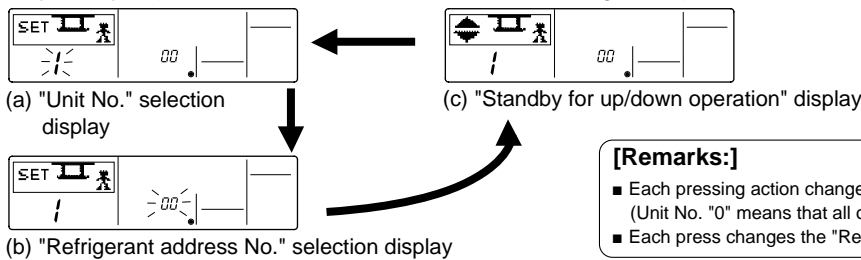 SET
1
00
(a) "Unit No." selection
display
1
00
(c) "Standby for up/down operation" display
SET
1
00
(b) "Refrigerant address No." selection display
[Remarks:]
■ Each pressing action change
(Unit No. "0" means that all
■ Each press changes the "Re